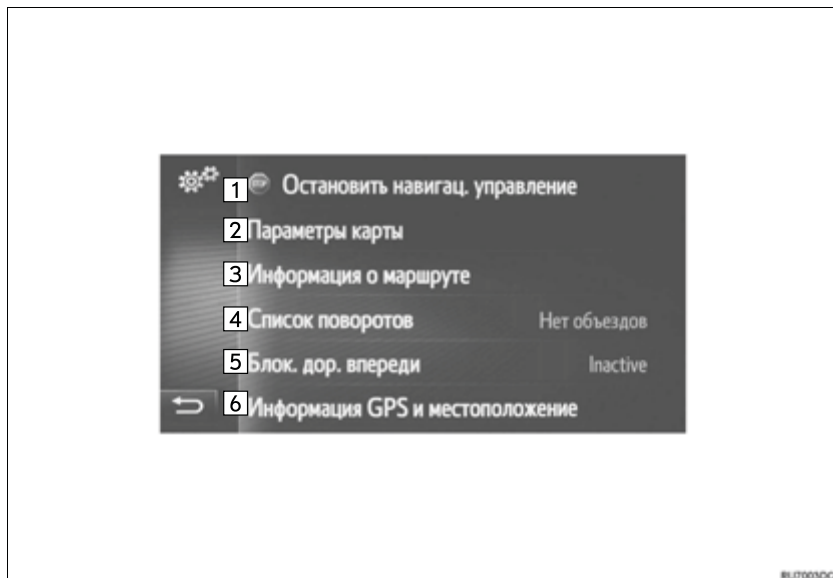 1 Остановить навигац. управление
2 Параметры карты
3 Информация о маршруте
4 Список поворотов Нет объездов
5 Блок. дор. впереди Inactive
6 Информация GPS и местоположение